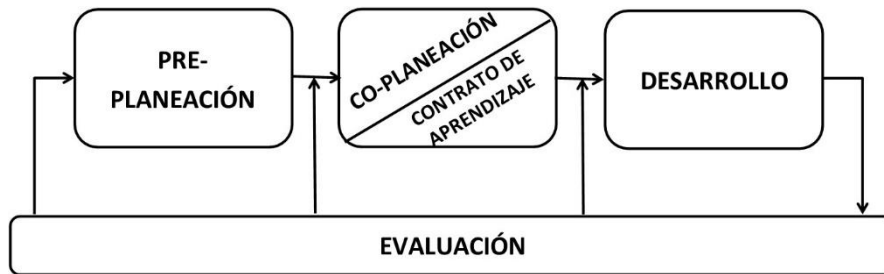 PRE-
PLANEACIÓN
CO-PLANEACIÓN
CONTRATO DE
APRENDIZAJE
DESARROLLO
EVALUACIÓN